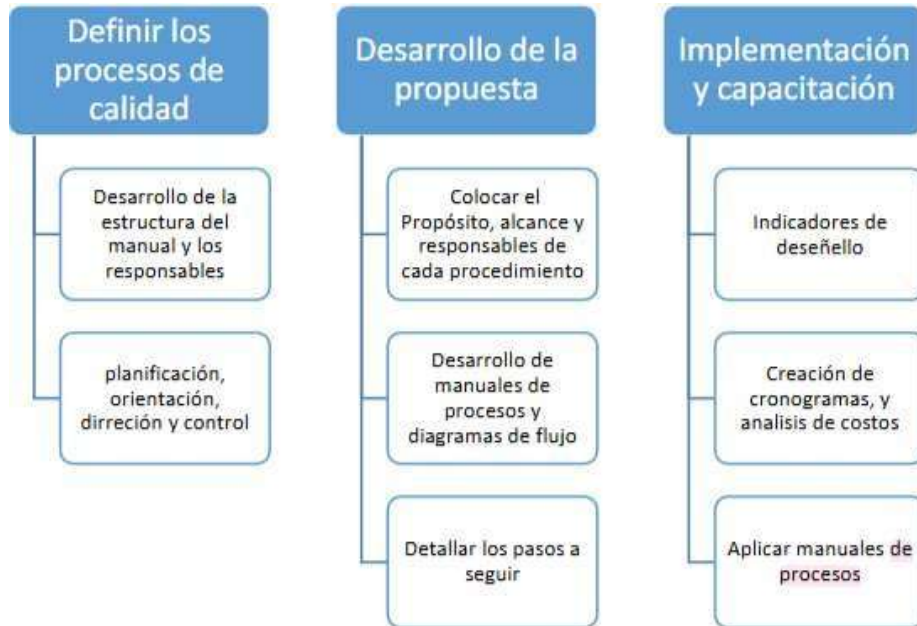 Definir los
procesos de
calidad
Desarrollo de la
estructura del
manual y los
responsables
planificación,
orientación,
dirreción y control
Desarrollo de la
propuesta
Colocar el
Propósito, alcance y
responsables de
cada procedimiento
Desarrollo de
manuales de
procesos y
diagramas de flujo
Detallar los pasos a
seguir
Implementación
y capacitación
Indicadores de
deseñello
Creación de
cronogramas, y
analisis de costos
Aplicar manuales de
procesos